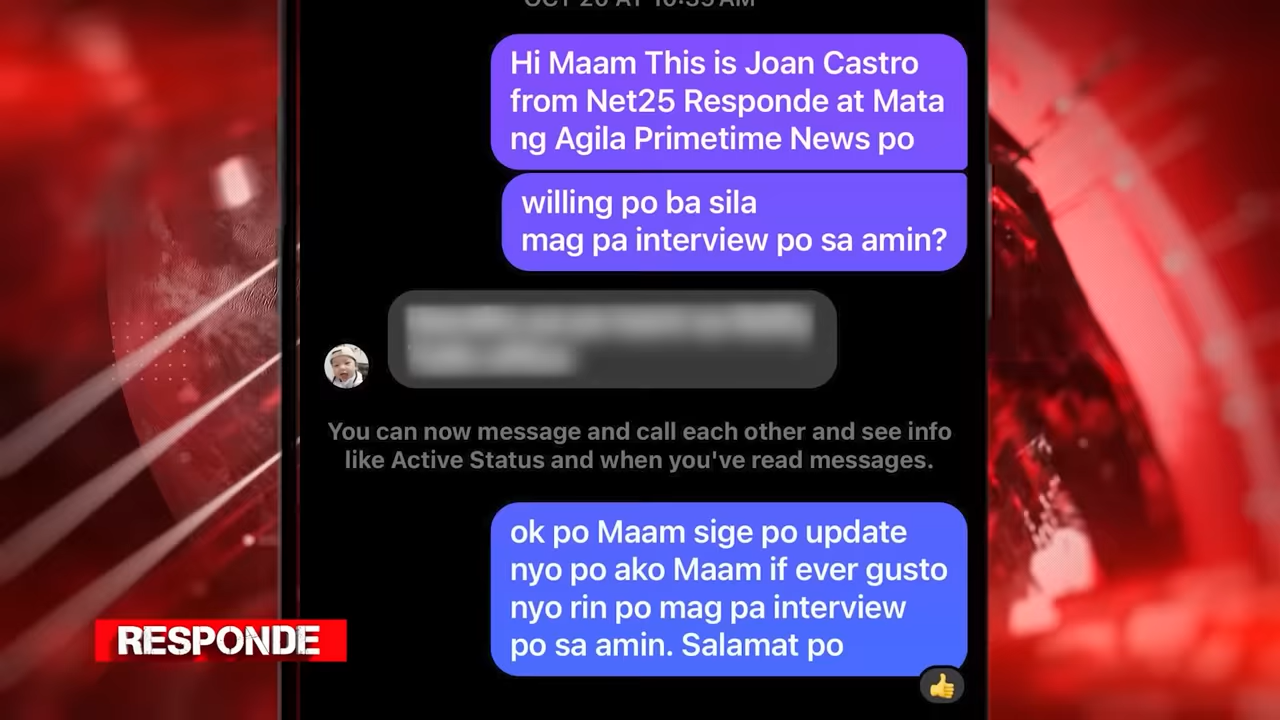 Hi Maam This is Joan Castro
from Net25 Responde at Mata
ng Agila Primetime News po
willing po ba sila
mag pa interview po sa amin?
You can now message and call each other and see info
like Active Status and when you've read messages.
ok po Maam sige po update
nyo po ako Maam if ever gusto
nyo rin po mag pa interview
po sa amin. Salamat po
RESPONDE